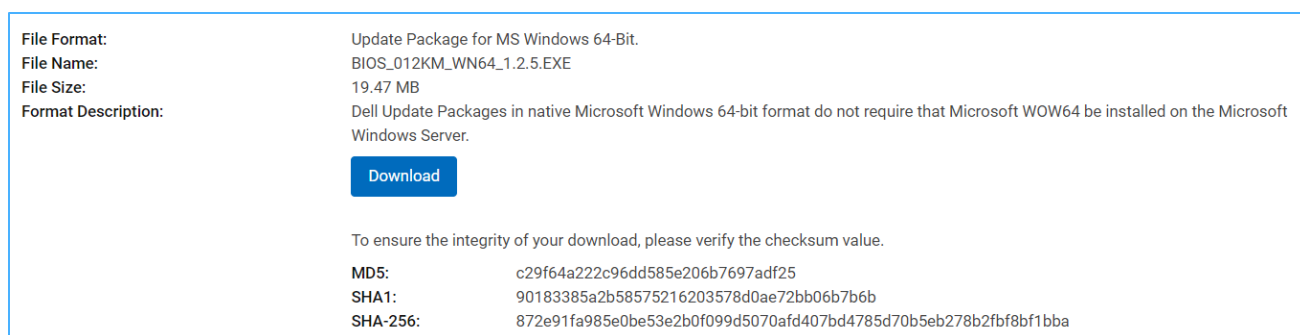 File Format: Update Package for MS Windows 64-Bit.
File Name: BIOS_012KM_WN64_1.2.5.EXE
File Size: 19.47 MB
Format Description: Dell Update Packages in native Microsoft Windows 64-bit format do not require that Microsoft WOW64 be installed on the Microsoft
Windows Server.
Download
To ensure the integrity of your download, please verify the checksum value.
MD5: c29f64a222c96dd585e206b7697adf25
SHA1: 90183385a2b58575216203578d0ae72bb06b7b6b
SHA-256: 872e91fa985e0be53e2b0f099d5070afd407bd4785d70b5eb278b2fbf8bf1bba